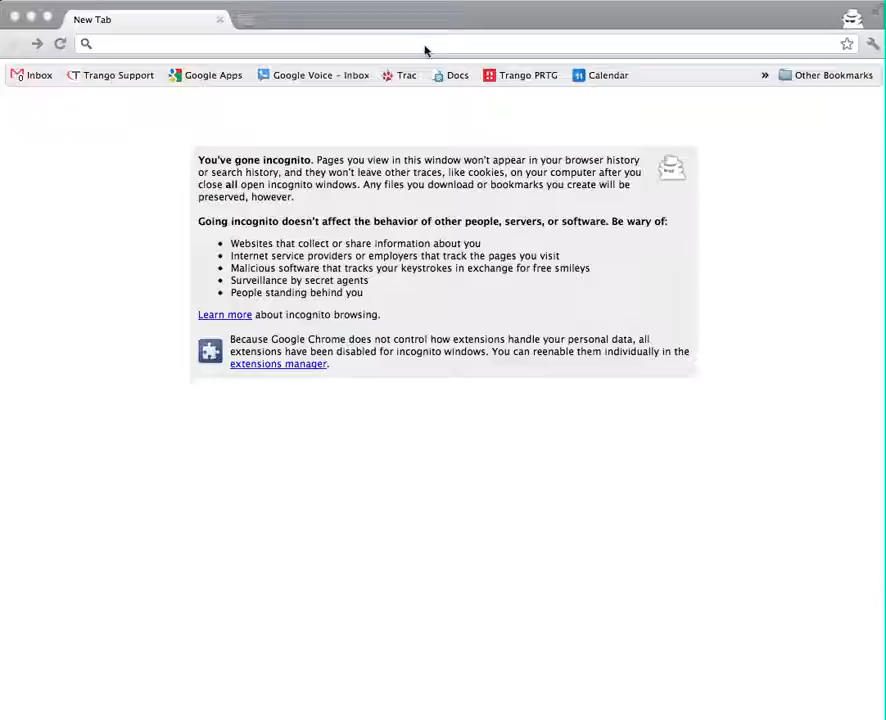 New Tab
Inbox Trango Support Google Apps Google Voice - Inbox Trac Docs Trango PRTG 11 Calendar » Other Bookmarks
You've gone incognito. Pages you view in this window won't appear in your browser history
or search history, and they won't leave other traces, like cookies, on your computer after you
close all open incognito windows. Any files you download or bookmarks you create will be
preserved, however.
Going incognito doesn't affect the behavior of other people, servers, or software. Be wary of:
• Websites that collect or share information about you
• Internet service providers or employers that track the pages you visit
• Malicious software that tracks your keystrokes in exchange for free smileys
• Surveillance by secret agents
• People standing behind you
Learn more about incognito browsing.
Because Google Chrome does not control how extensions handle your personal data, all
extensions have been disabled for incognito windows. You can reenable them individually in the
extensions manager.